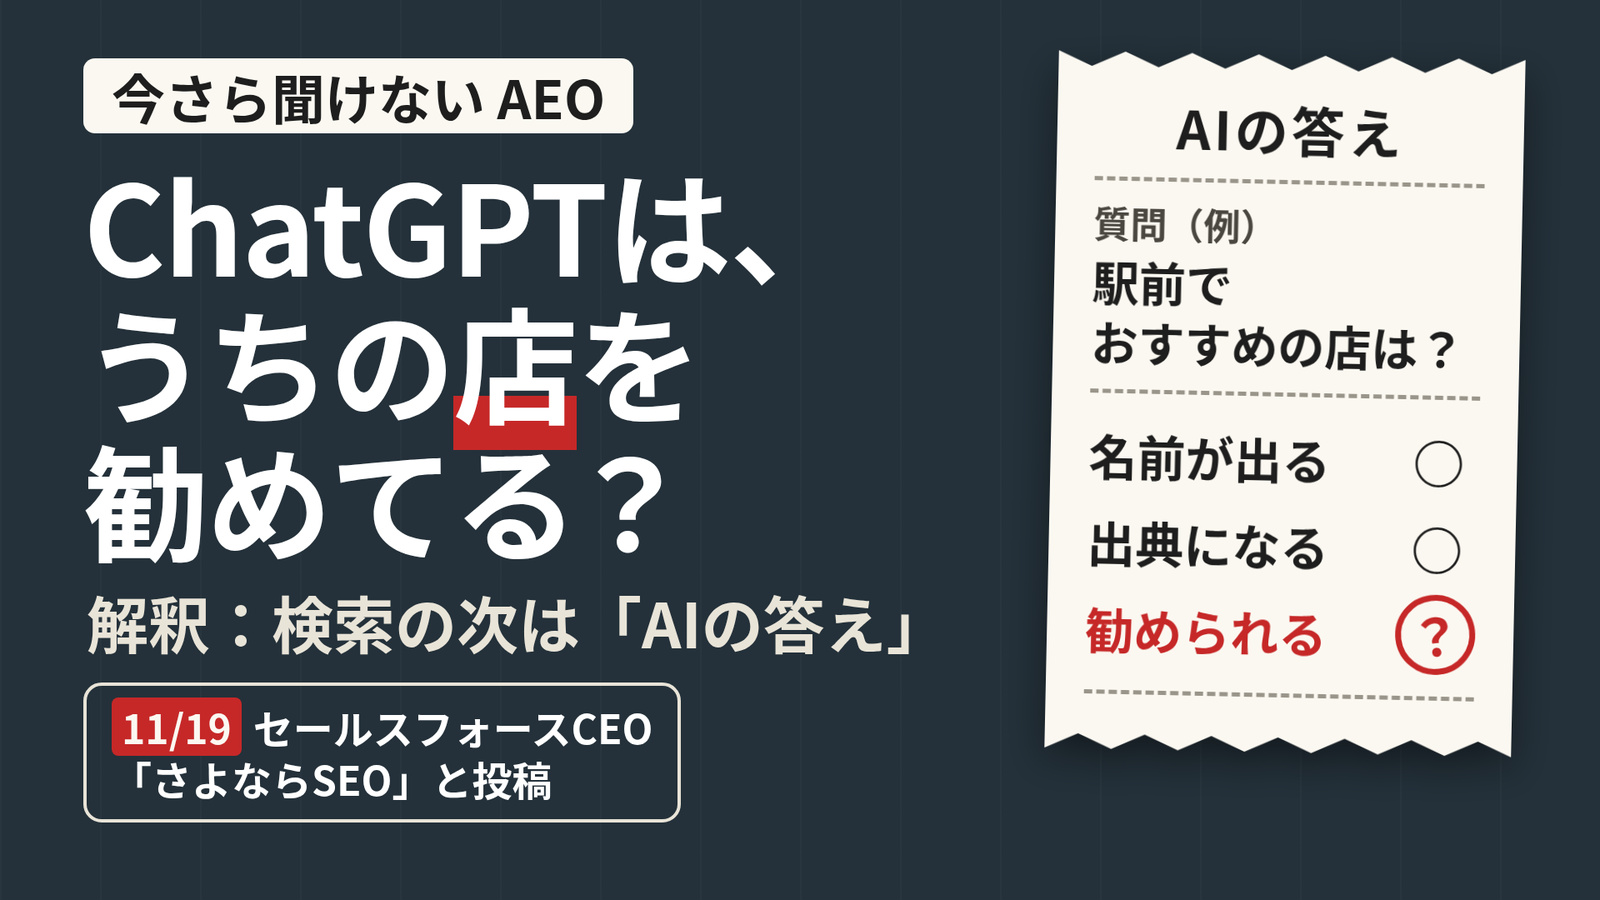 今さら聞けない AEO
ChatGPTは、
うちの店を
勧めてる？
解釈：検索の次は「AIの答え」
11/19 セールスフォースCEO
「さよならSEO」と投稿
AIの答え
質問（例）
駅前で
おすすめの店は？
名前が出る ○
出典になる ○
勧められる ？